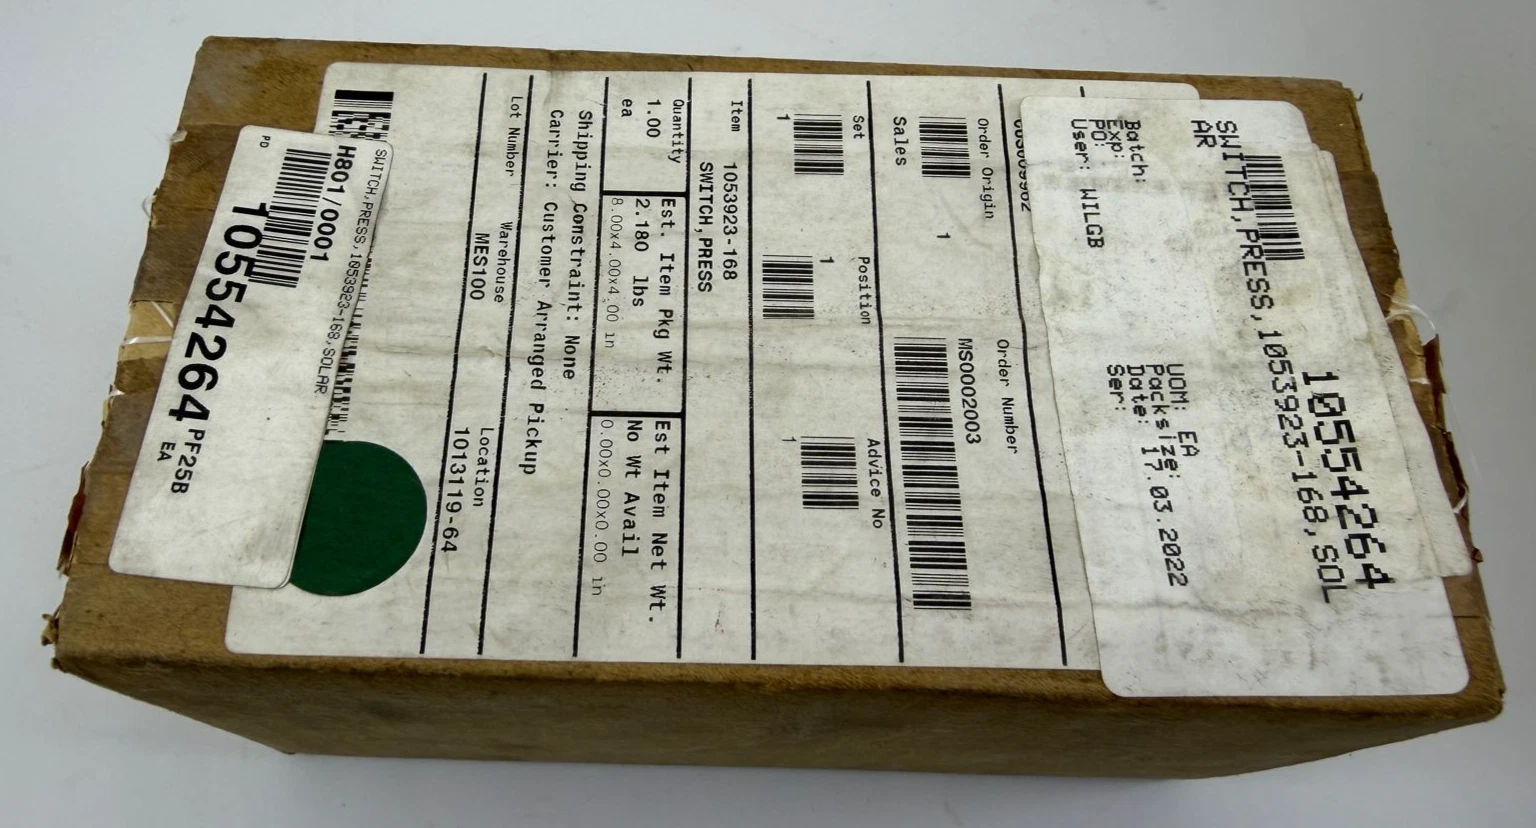 10554264
SWITCH,PRESS,1053923-168,SOL
AR
UOM: EA
Packsize:
Batch:
Date: 17.03.2022
Exp:
Ser:
PO:
User: WILGB
Order Origin
Order Number
1
MS0002003
Sales
Set
Position
Advice No
1
1
1
Item
1053923-168
SWITCH,PRESS
Quantity
1.00
ea
Est. Item Pkg Wt.
2.180 lbs
8.00x4.00x4.00 in
Est Item Net Wt.
No Wt Avail
0.00x0.00x0.00 in
Shipping Constraint: None
Carrier: Customer Arranged Pickup
Lot Number
Warehouse
MES100
Location
1013119-64
SWITCH,PRESS,1053923-168,SOLAR
H801/0001
10554264
PF25B
EA
PO